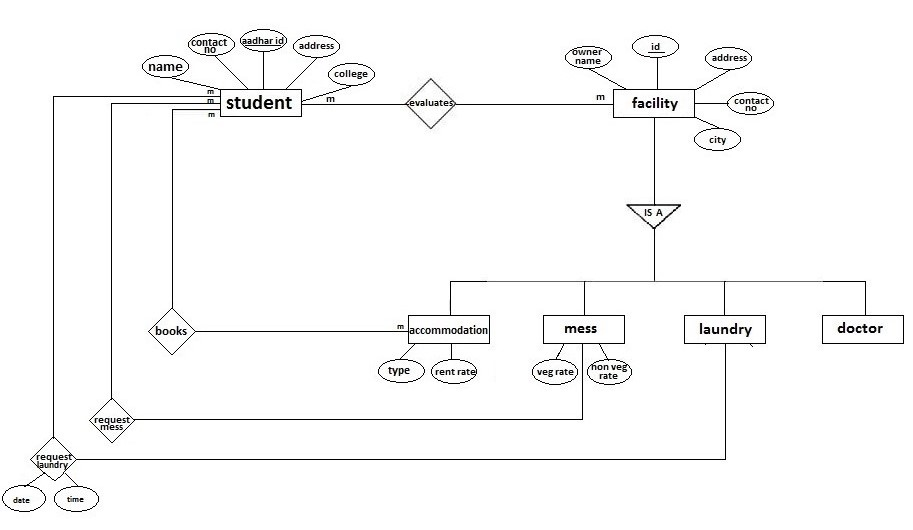 contact
no
aadhar id
address
name
college
m
m
m
student
m
evaluates
m
facility
owner
name
id
address
contact
no
city
IS A
books
m
accommodation
mess
laundry
doctor
type
rent rate
veg rate
non veg
rate
request
mess
request
laundry
date
time